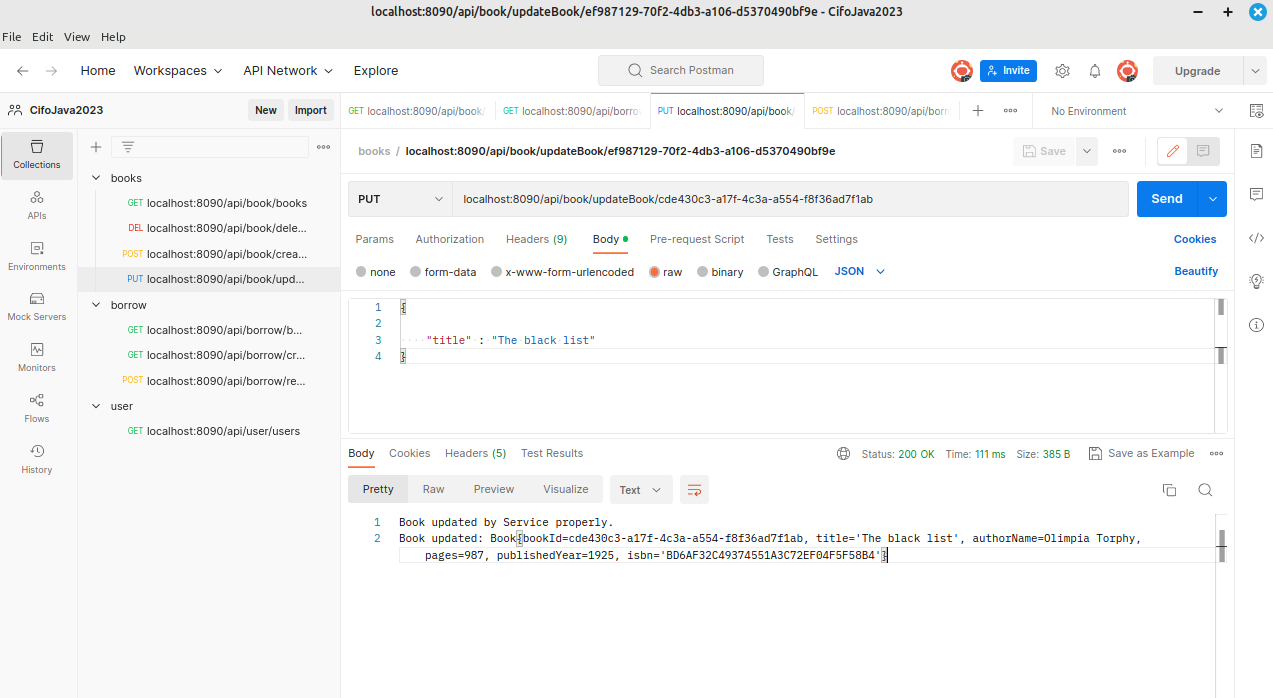 localhost:8090/api/book/updateBook/ef987129-70f2-4db3-a106-d5370490bf9e - CifoJava2023
File Edit View Help
Home Workspaces API Network Explore Search Postman Invite Upgrade
CifoJava2023 New Import
GET localhost:8090/api/book/ GET localhost:8090/api/borro PUT localhost:8090/api/book/ POST localhost:8090/api/borr No Environment
Collections
APIs
Environments
Mock Servers
Monitors
Flows
History
books
GET localhost:8090/api/book/books
DEL localhost:8090/api/book/dele...
POST localhost:8090/api/book/crea...
PUT localhost:8090/api/book/upd...
borrow
GET localhost:8090/api/borrow/b...
GET localhost:8090/api/borrow/cr...
POST localhost:8090/api/borrow/re...
user
GET localhost:8090/api/user/users
books / localhost:8090/api/book/updateBook/ef987129-70f2-4db3-a106-d5370490bf9e Save
PUT localhost:8090/api/book/updateBook/cde430c3-a17f-4c3a-a554-f8f36ad7f1ab Send
Params Authorization Headers (9) Body Pre-request Script Tests Settings Cookies
none form-data x-www-form-urlencoded raw binary GraphQL JSON Beautify
1 {
2
3 "title" : "The black list"
4 }
Body Cookies Headers (5) Test Results Status: 200 OK Time: 111 ms Size: 385 B Save as Example
Pretty Raw Preview Visualize Text
1 Book updated by Service properly.
2 Book updated: Book{bookId=cde430c3-a17f-4c3a-a554-f8f36ad7f1ab, title='The black list', authorName=Olimpia Torphy,
pages=987, publishedYear=1925, isbn='BD6AF32C49374551A3C72EF04F5F58B4'}